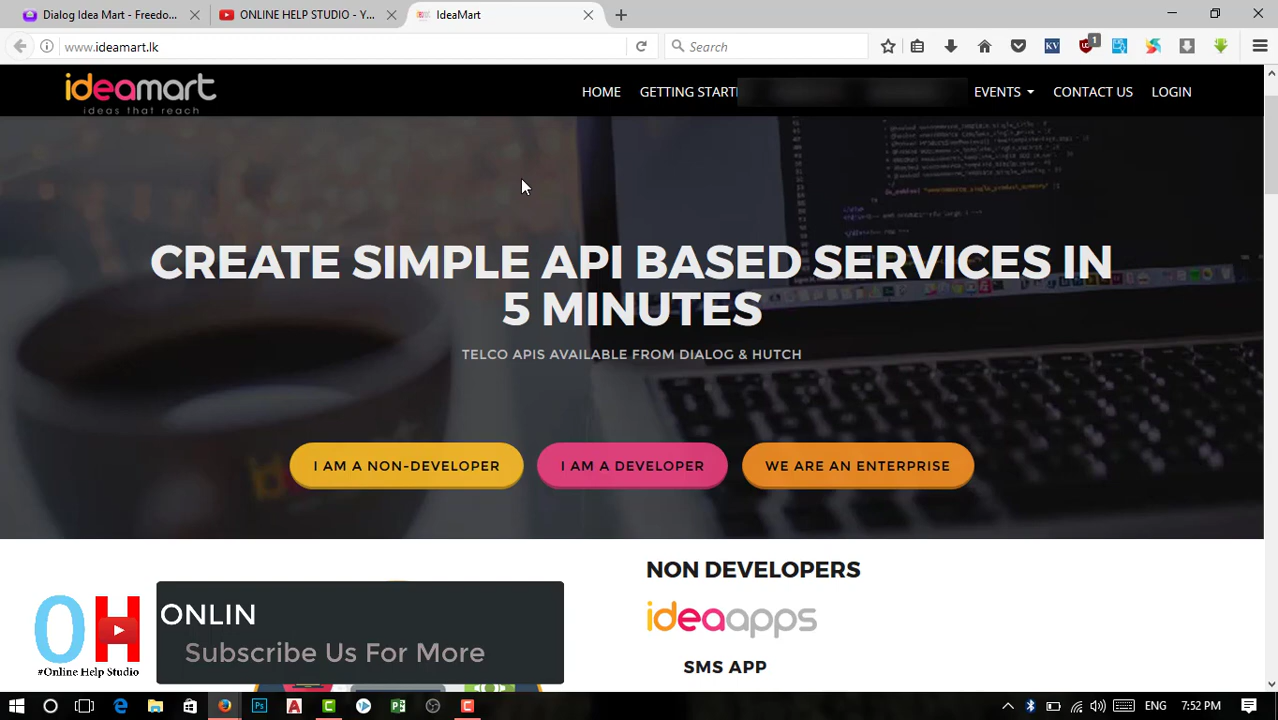 Dialog Idea Mart - Freedo...
ONLINE HELP STUDIO - Y...
IdeaMart
www.ideamart.lk
Search
KV
1
ideamart
ideas that reach
HOME
GETTING START
EVENTS
CONTACT US
LOGIN
CREATE SIMPLE API BASED SERVICES IN
5 MINUTES
TELCO APIS AVAILABLE FROM DIALOG & HUTCH
I AM A NON-DEVELOPER
I AM A DEVELOPER
WE ARE AN ENTERPRISE
NON DEVELOPERS
ideaapps
SMS APP
OH
#Online Help Studio
ONLIN
Subscribe Us For More
ENG
7:52 PM